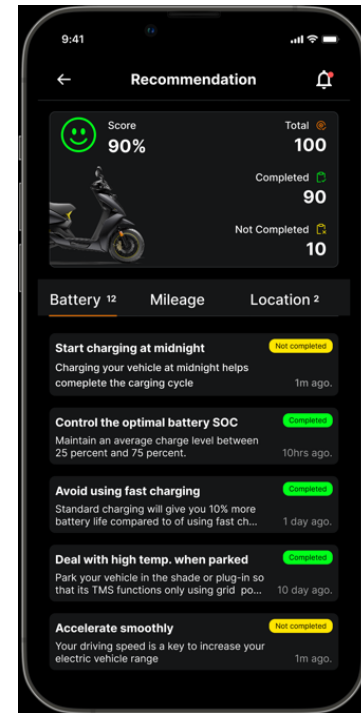 9:41
Recommendation
Score
90%
Total
100
Completed
90
Not Completed
10
Battery 12 Mileage Location 2
Start charging at midnight
Not completed
Charging your vehicle at midnight helps
comeplete the carging cycle
1m ago.
Control the optimal battery SOC
Completed
Maintain an average charge level between
25 percent and 75 percent.
10hrs ago.
Avoid using fast charging
Completed
Standard charging will give you 10% more
battery life compared to of using fast ch...
1 day ago.
Deal with high temp. when parked
Completed
Park your vehicle in the shade or plug-in so
that its TMS functions only using grid po...
10 day ago.
Accelerate smoothly
Not completed
Your driving speed is a key to increase your
electric vehicle range
1m ago.